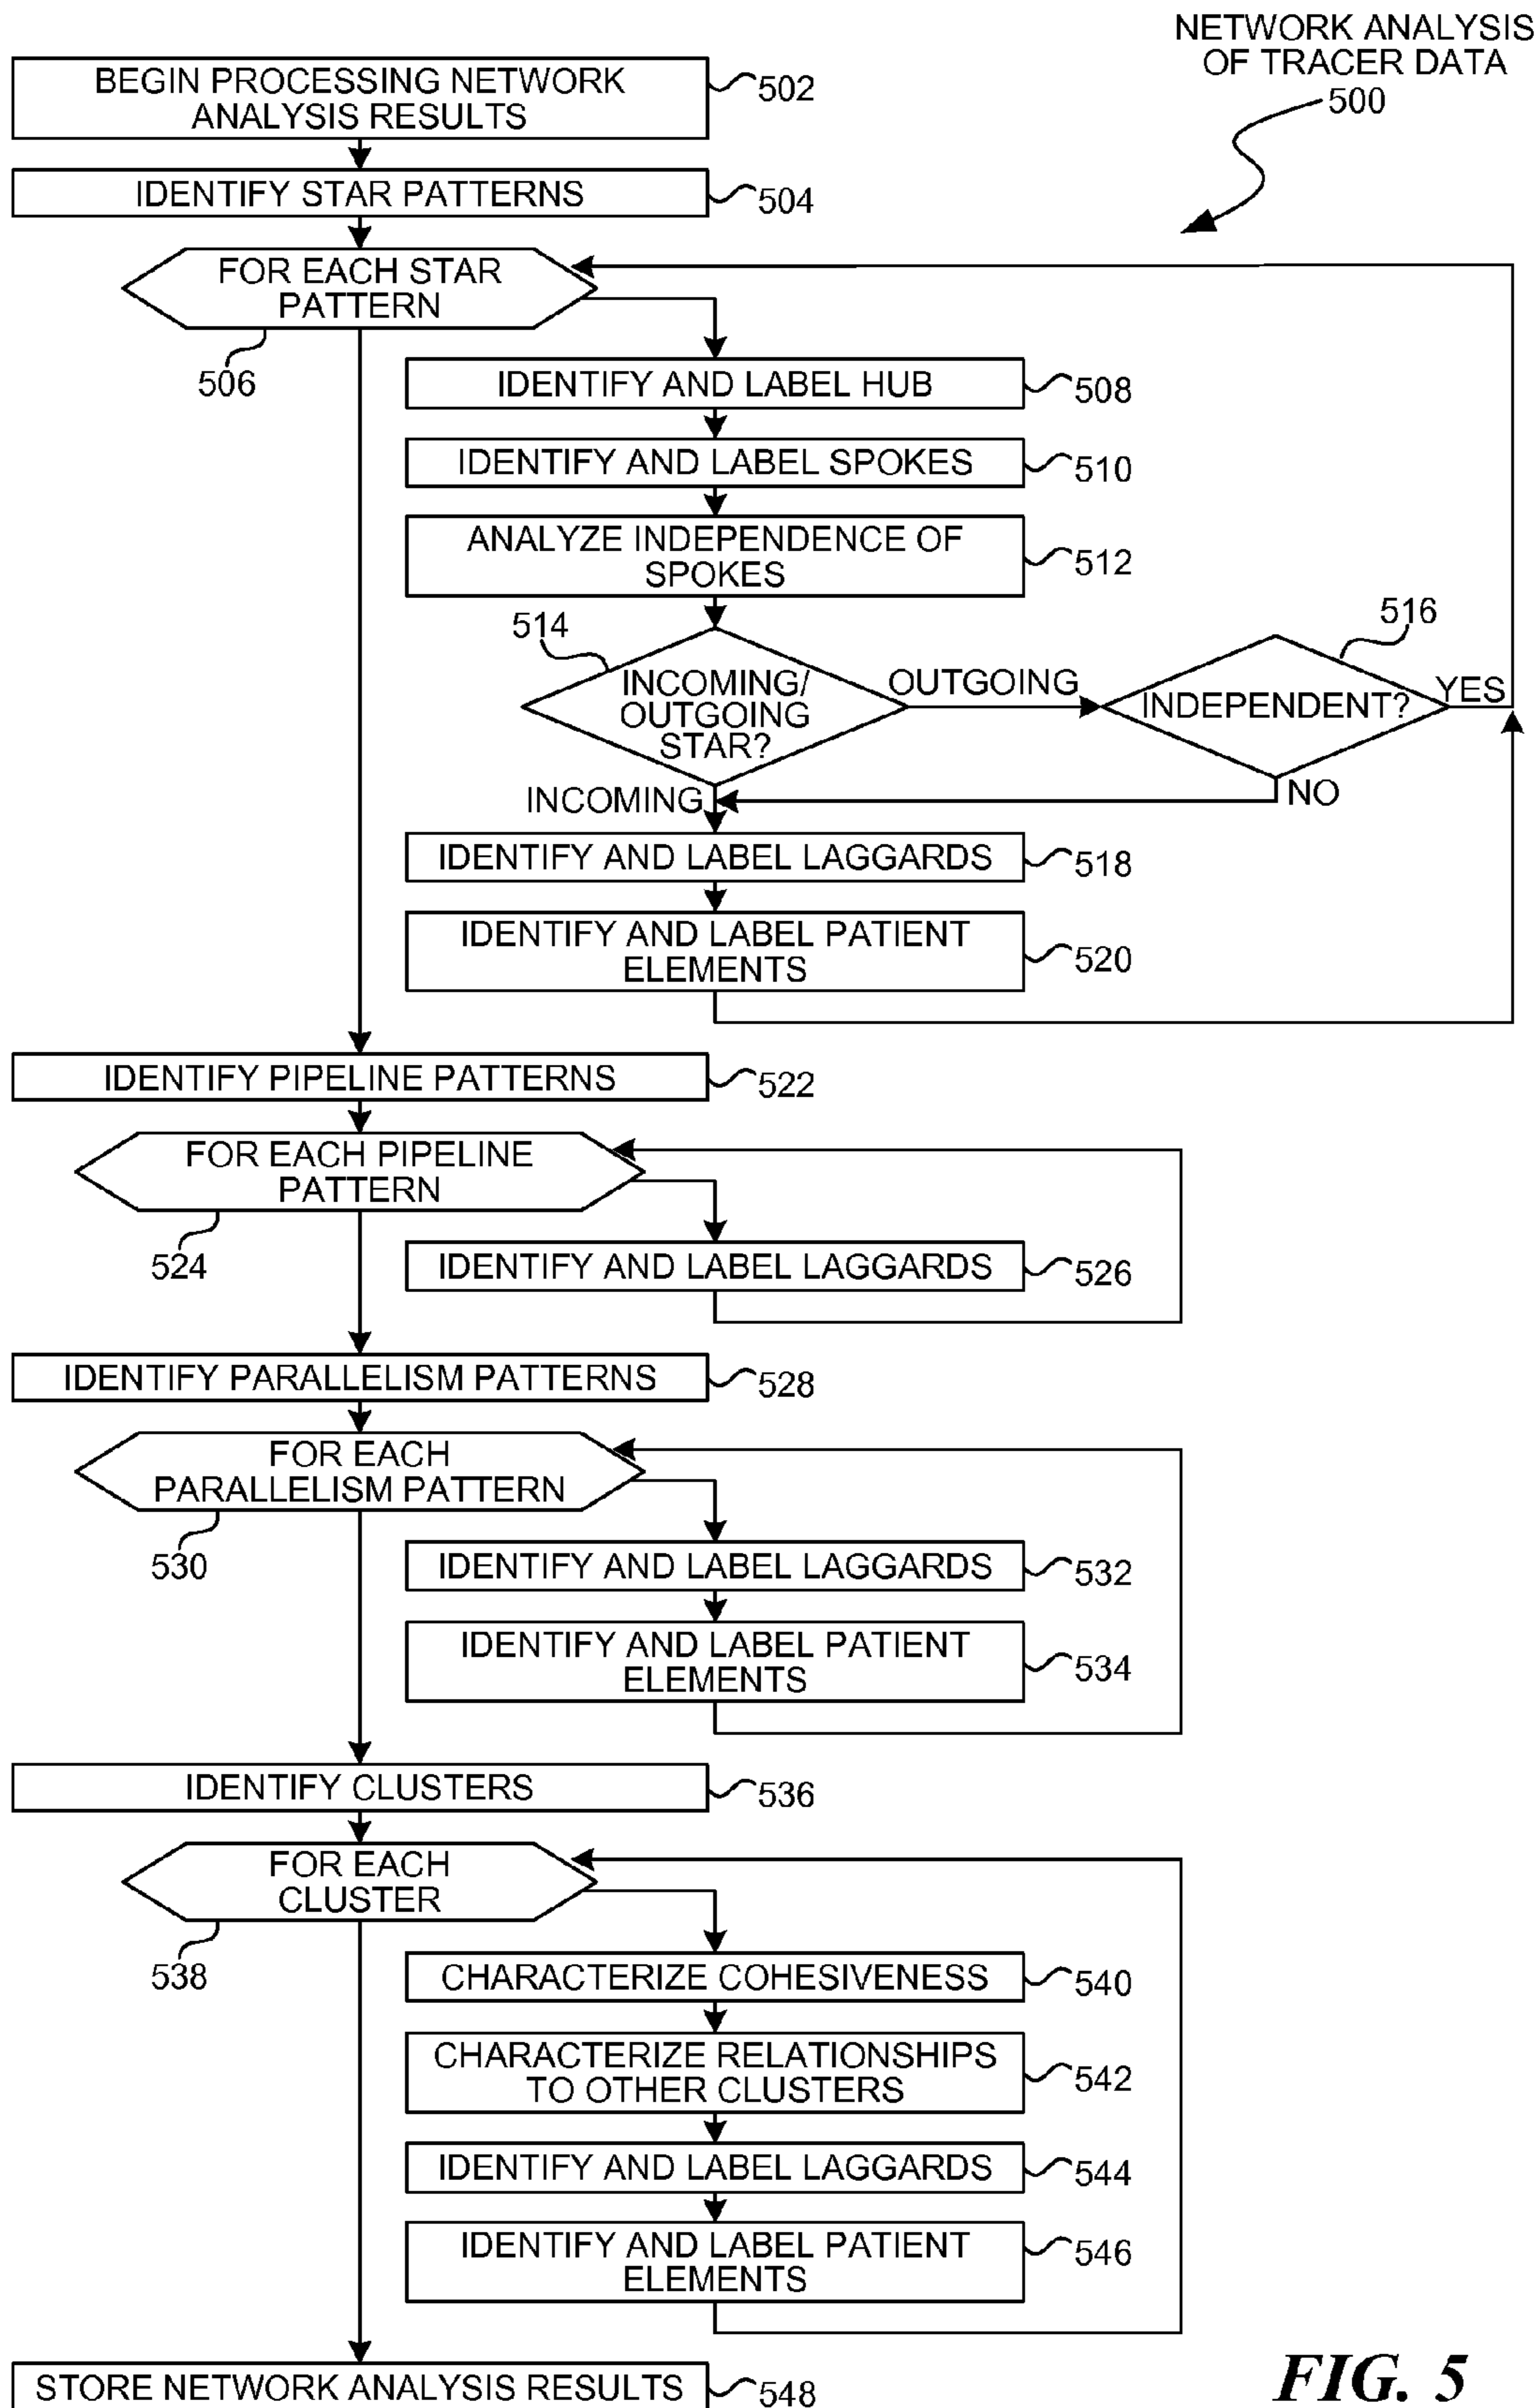 NETWORK ANALYSIS
OF TRACER DATA
500
BEGIN PROCESSING NETWORK
ANALYSIS RESULTS
502
IDENTIFY STAR PATTERNS
504
FOR EACH STAR
PATTERN
506
IDENTIFY AND LABEL HUB
508
IDENTIFY AND LABEL SPOKES
510
ANALYZE INDEPENDENCE OF
SPOKES
512
514
INCOMING/
OUTGOING
STAR?
OUTGOING
516
INDEPENDENT?
YES
INCOMING
NO
IDENTIFY AND LABEL LAGGARDS
518
IDENTIFY AND LABEL PATIENT
ELEMENTS
520
IDENTIFY PIPELINE PATTERNS
522
FOR EACH PIPELINE
PATTERN
524
IDENTIFY AND LABEL LAGGARDS
526
IDENTIFY PARALLELISM PATTERNS
528
FOR EACH
PARALLELISM PATTERN
530
IDENTIFY AND LABEL LAGGARDS
532
IDENTIFY AND LABEL PATIENT
ELEMENTS
534
IDENTIFY CLUSTERS
536
FOR EACH
CLUSTER
538
CHARACTERIZE COHESIVENESS
540
CHARACTERIZE RELATIONSHIPS
TO OTHER CLUSTERS
542
IDENTIFY AND LABEL LAGGARDS
544
IDENTIFY AND LABEL PATIENT
ELEMENTS
546
STORE NETWORK ANALYSIS RESULTS
548
FIG. 5